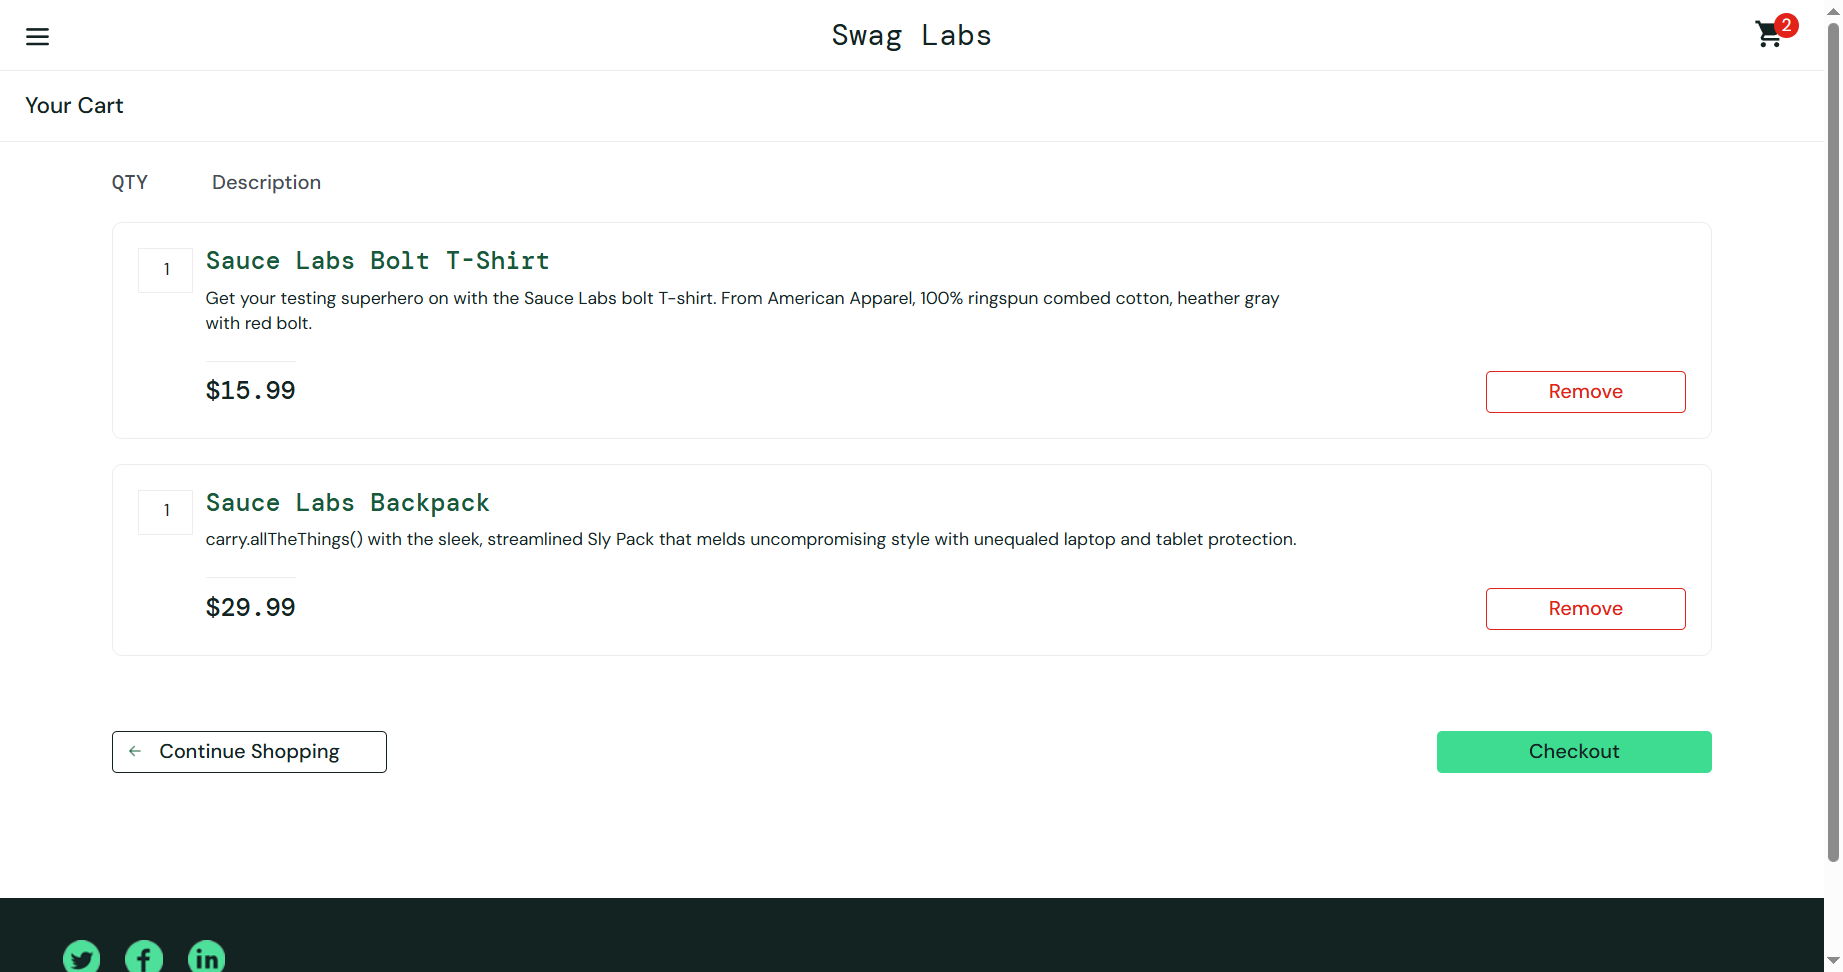 Swag Labs
2
Your Cart
QTY Description
1
Sauce Labs Bolt T-Shirt
Get your testing superhero on with the Sauce Labs bolt T-shirt. From American Apparel, 100% ringspun combed cotton, heather gray
with red bolt.
$15.99
Remove
1
Sauce Labs Backpack
carry.allTheThings() with the sleek, streamlined Sly Pack that melds uncompromising style with unequaled laptop and tablet protection.
$29.99
Remove
Continue Shopping
Checkout